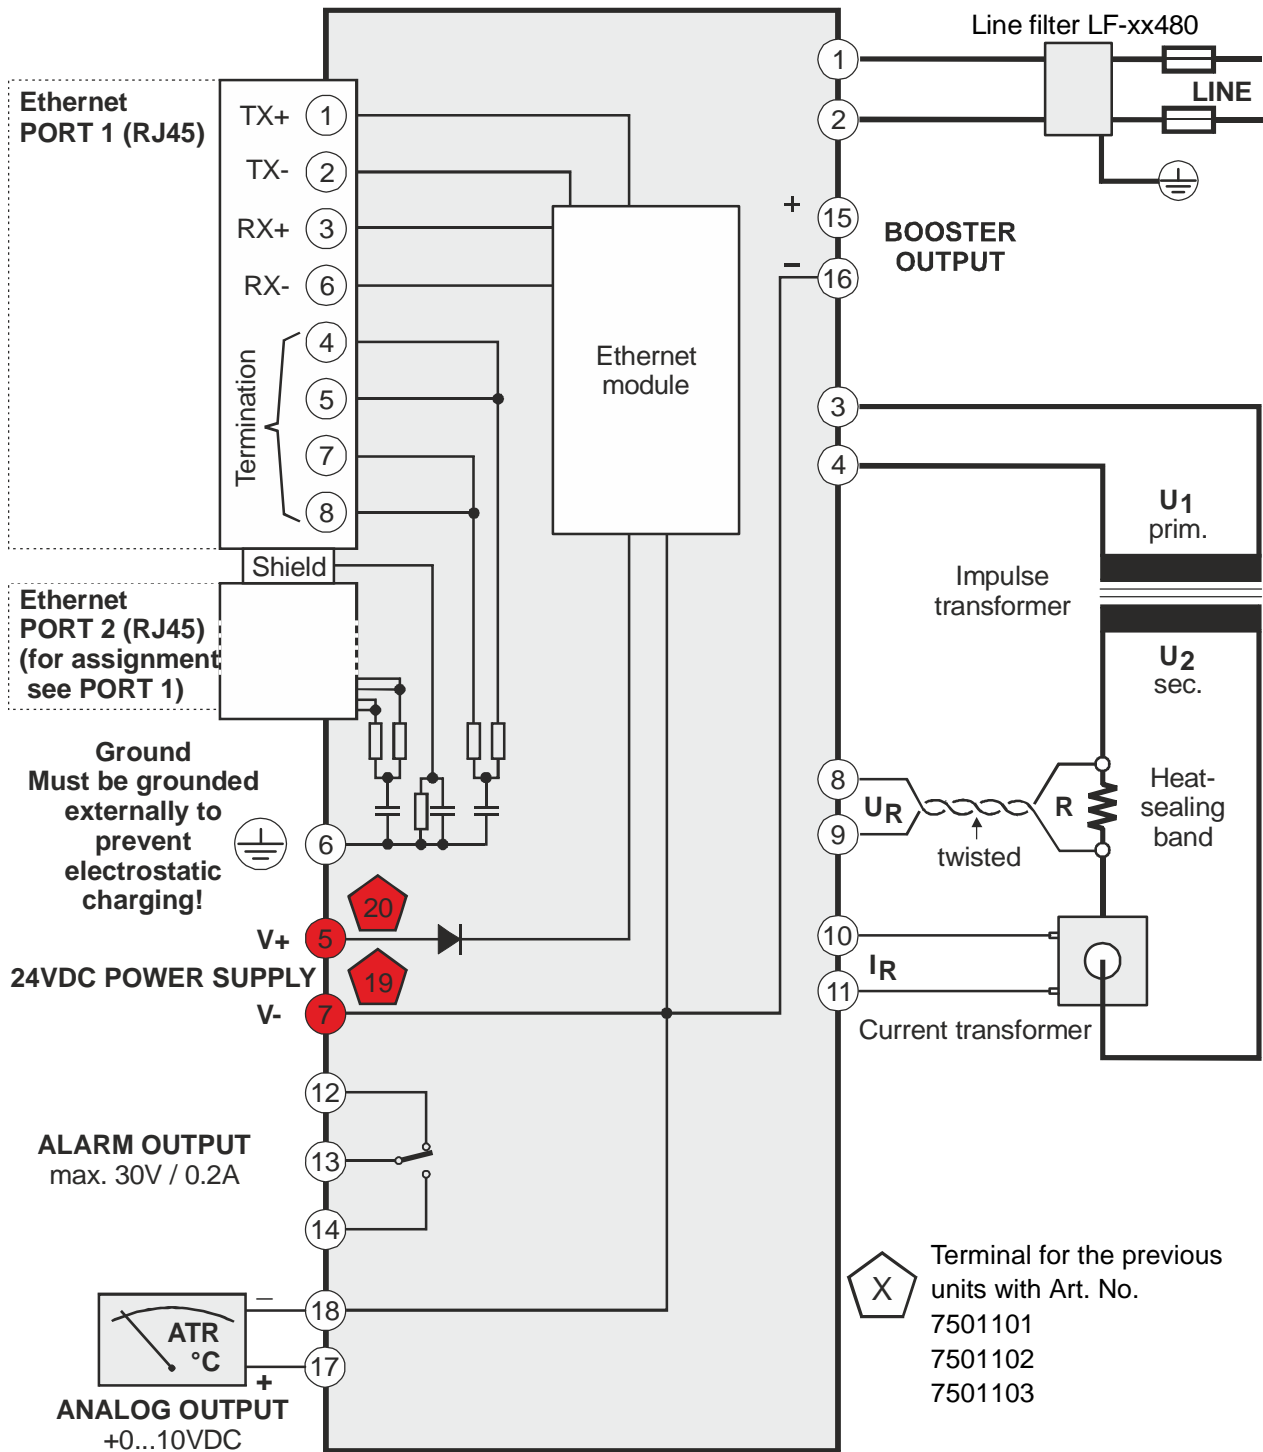 Line filter LF-xx480
1
LINE
2
Ethernet
PORT 1 (RJ45)
TX+ 1
TX- 2
RX+ 3
RX- 6
Termination
4
5
7
8
Shield
Ethernet
PORT 2 (RJ45)
(for assignment
see PORT 1)
Ethernet
module
+
15
–
16
BOOSTER
OUTPUT
3
4
U1
prim.
Impulse
transformer
U2
sec.
Ground
Must be grounded
externally to
prevent
electrostatic
charging!
6
8
9
UR
twisted
R
Heat-
sealing
band
20
V+ 5
24VDC POWER SUPPLY
19
V- 7
10
IR
11
Current transformer
12
ALARM OUTPUT
max. 30V / 0.2A
13
14
–
18
ATR
°C
+
17
ANALOG OUTPUT
+0...10VDC
X
Terminal for the previous
units with Art. No.
7501101
7501102
7501103